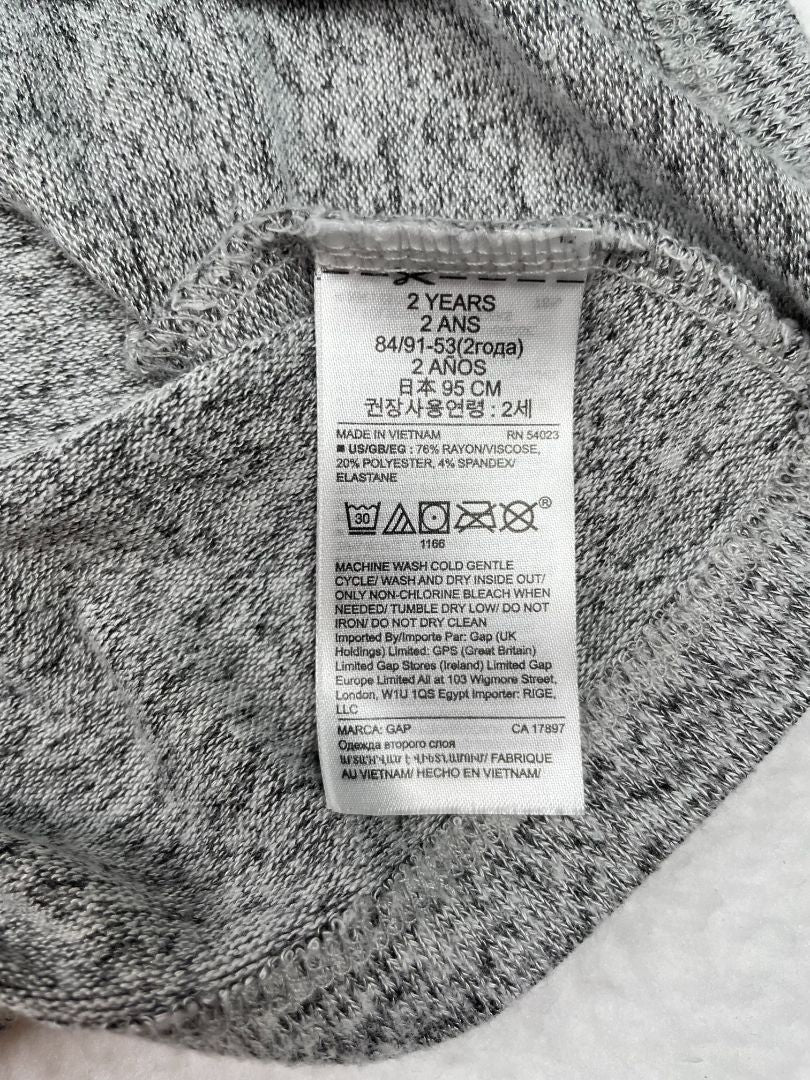 2 YEARS
2 ANS
84/91-53(2года)
2 AÑOS
日本 95 CM
권장사용연령 : 2세
MADE IN VIETNAM RN 54023
■ US/GB/EG : 76% RAYON/VISCOSE,
20% POLYESTER, 4% SPANDEX/
ELASTANE
30
®
1166
MACHINE WASH COLD GENTLE
CYCLE/ WASH AND DRY INSIDE OUT/
ONLY NON-CHLORINE BLEACH WHEN
NEEDED/ TUMBLE DRY LOW/ DO NOT
IRON/ DO NOT DRY CLEAN
Imported By/Importe Par: Gap (UK
Holdings) Limited: GPS (Great Britain)
Limited Gap Stores (Ireland) Limited Gap
Europe Limited All at 103 Wigmore Street,
London, W1U 1QS Egypt Importer: RIGE,
LLC
MARCA: GAP CA 17897
Одежда второго слоя
ԱՐՏԱԴՐՎԱԾ Է ՎԻԵՏՆԱՄՈՒՄ/ FABRIQUE
AU VIETNAM/ HECHO EN VIETNAM/